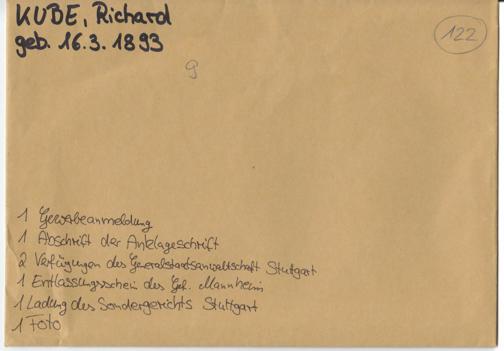 KUBE, Richard
geb. 16.3.1893
122
9
1 Gewerbeanmeldung
1 Abschrift der Anklageschrift
2 Verfügungen des Generalstaatsanwaltschaft Stuttgart
1 Entlassungsschein des Gef. Mannheim
1 Ladung des Sondergerichts Stuttgart
1 Foto